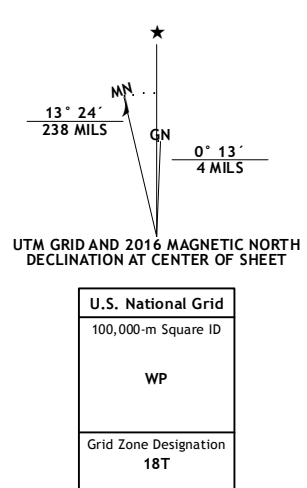 ★
MN
13° 24´
238 MILS
GN
0° 13´
4 MILS
UTM GRID AND 2016 MAGNETIC NORTH
DECLINATION AT CENTER OF SHEET
U.S. National Grid
100,000-m Square ID
WP
Grid Zone Designation
18T